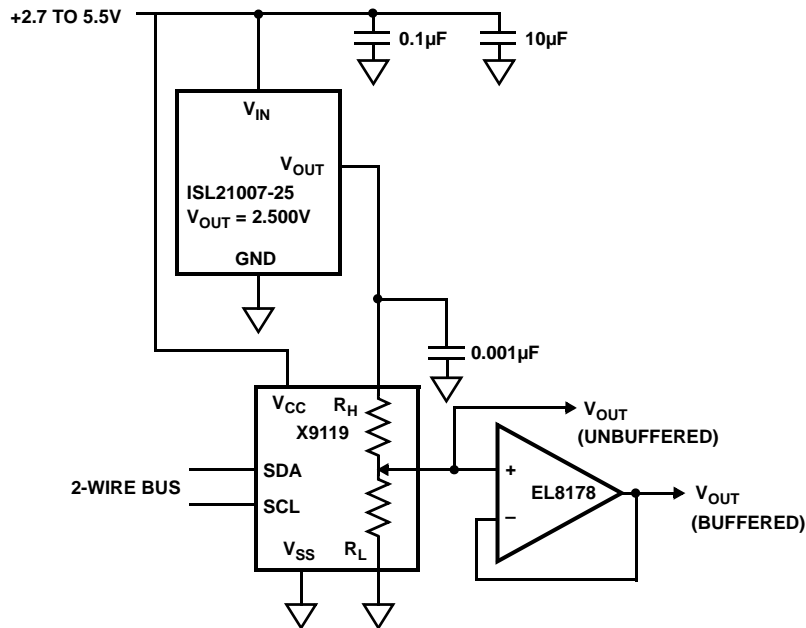 +2.7 TO 5.5V
0.1µF
10µF
VIN
VOUT
ISL21007-25
VOUT = 2.500V
GND
0.001µF
VCC
RH
X9119
VOUT
(UNBUFFERED)
2-WIRE BUS
SDA
SCL
+
EL8178
–
VOUT
(BUFFERED)
VSS
RL